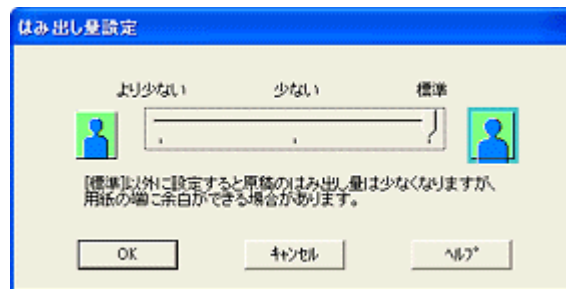 はみ出し量設定
より少ない 少ない 標準
[標準]以外に設定すると原稿のはみ出し量は少なくなりますが、
用紙の端に余白ができる場合があります。
OK キャンセル ヘルプ